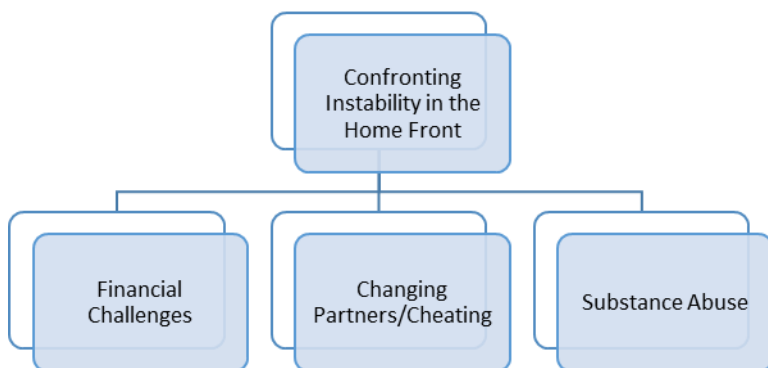 Confronting
Instability in the
Home Front
Financial
Challenges
Changing
Partners/Cheating
Substance Abuse